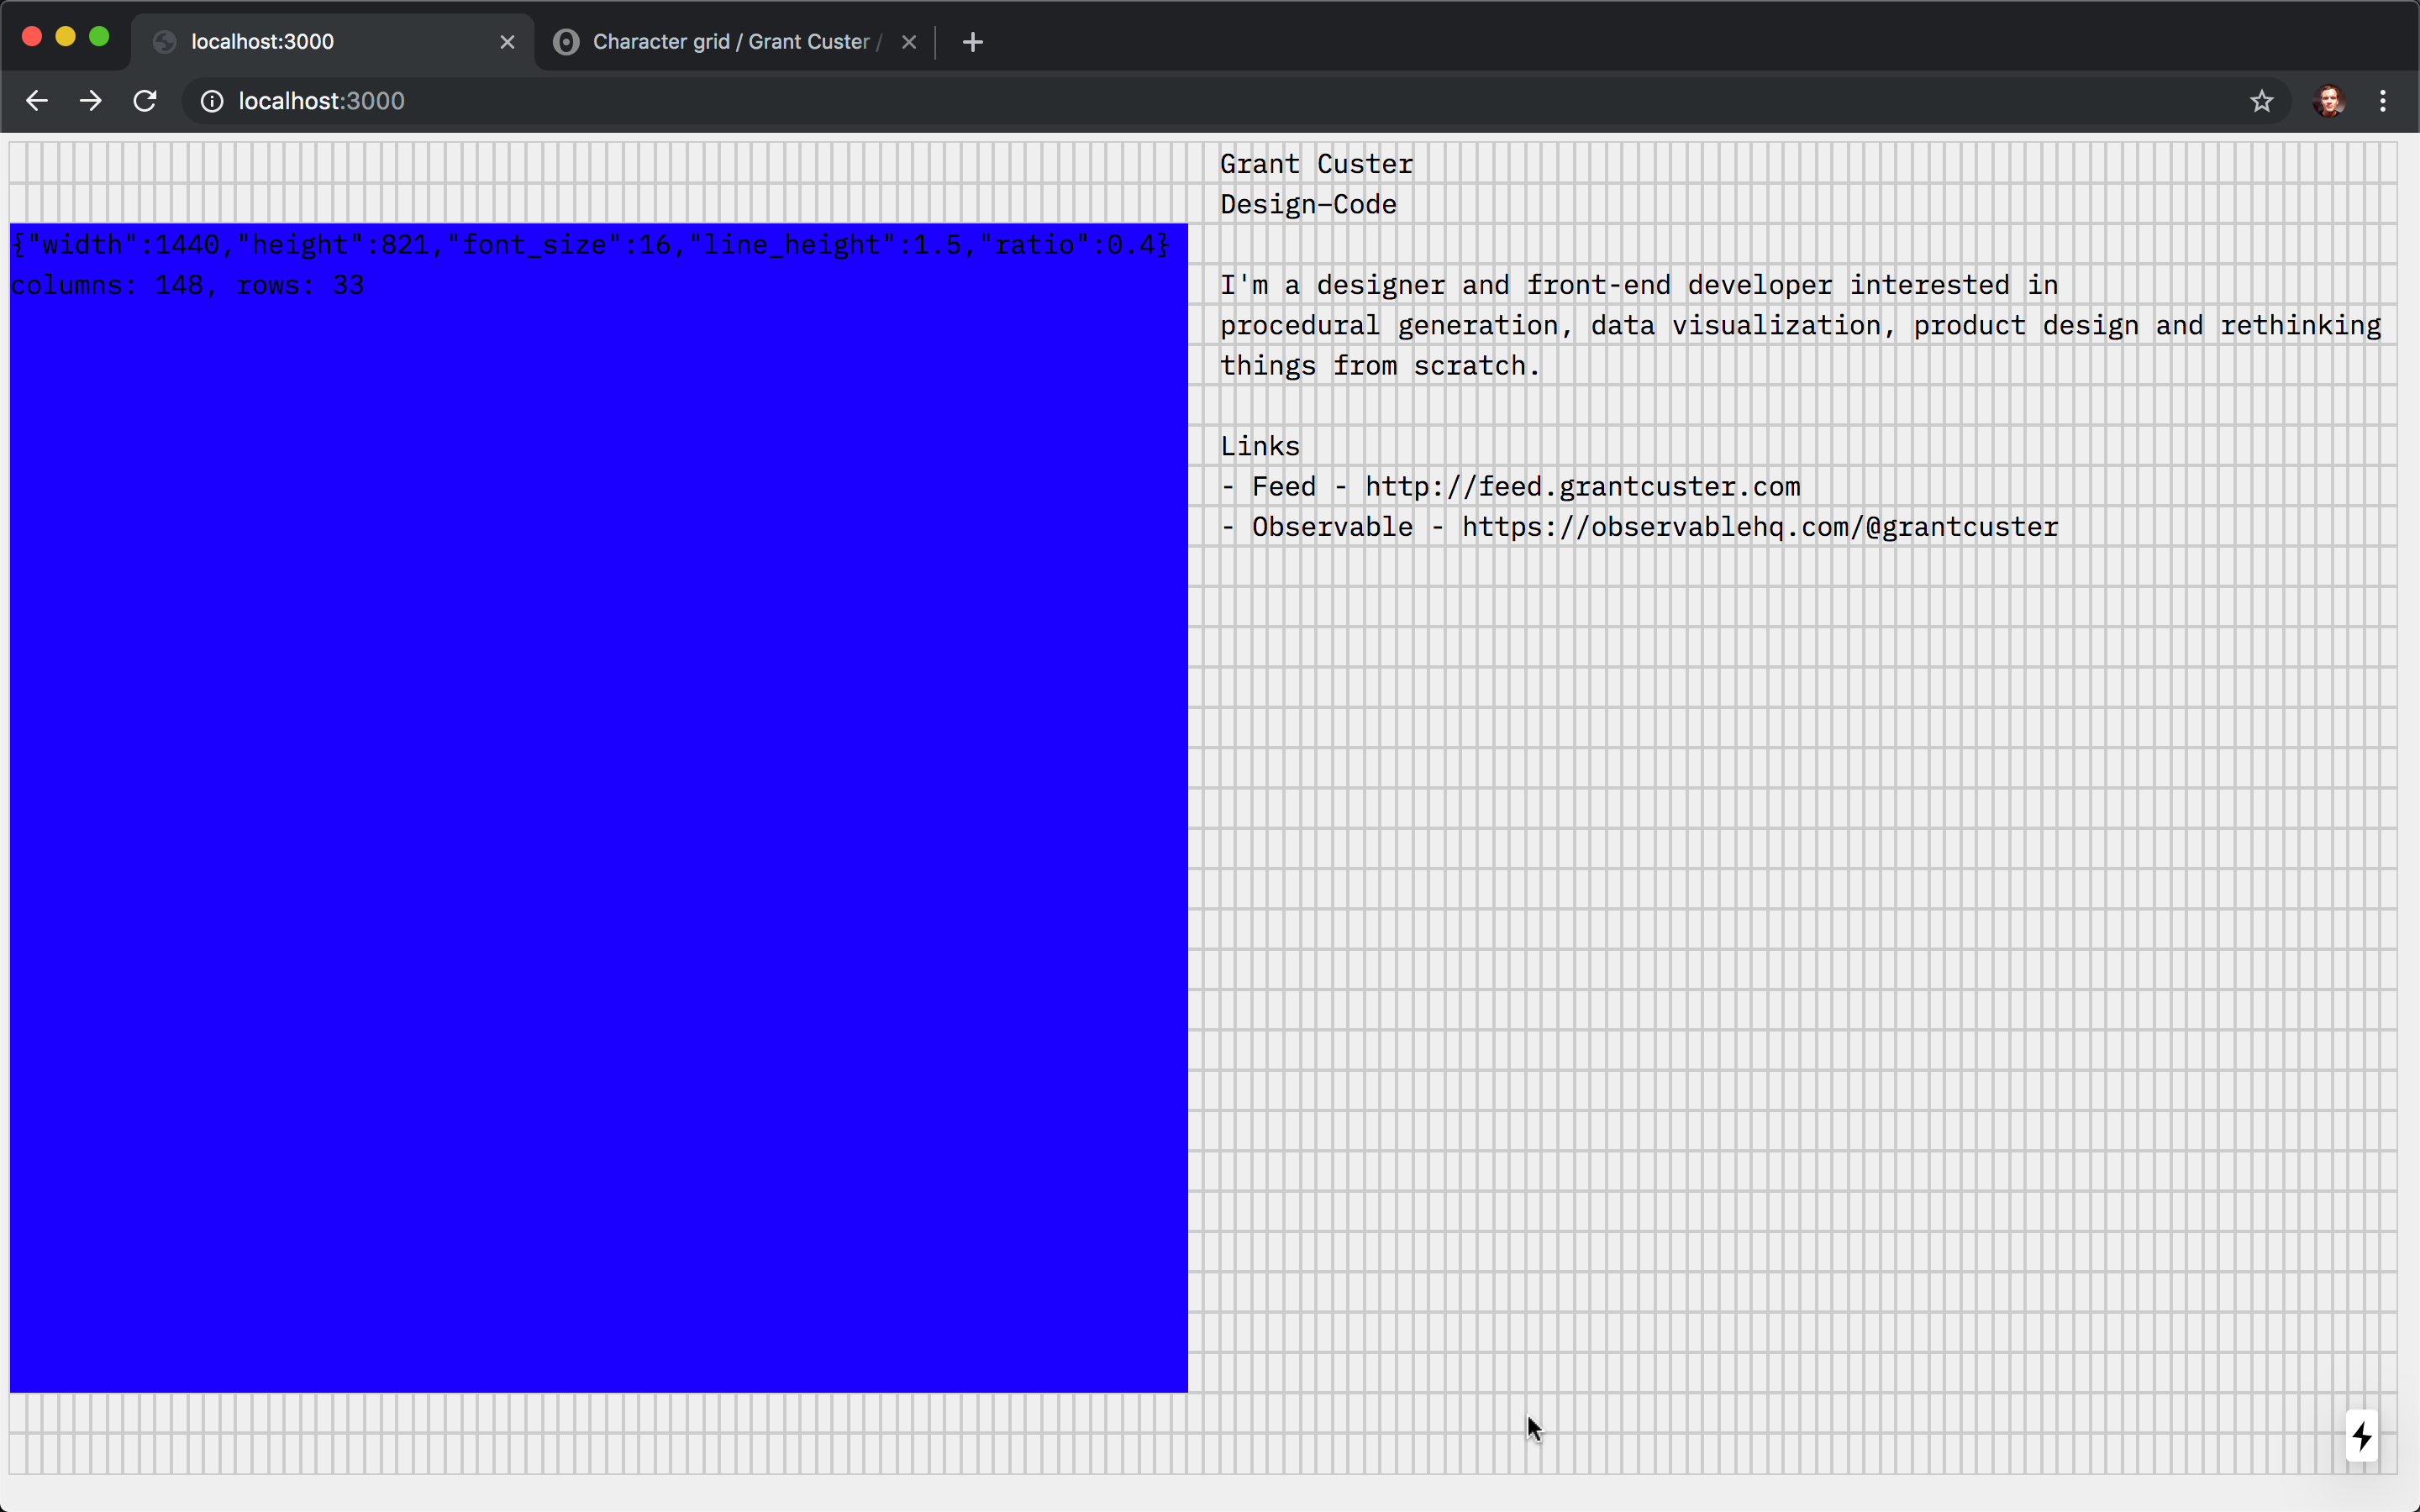 localhost:3000
Character grid / Grant Custer /
localhost:3000
{"width":1440,"height":821,"font_size":16,"line_height":1.5,"ratio":0.4}
columns: 148, rows: 33
Grant Custer
Design—Code
I'm a designer and front-end developer interested in
procedural generation, data visualization, product design and rethinking
things from scratch.
Links
- Feed - http://feed.grantcuster.com
- Observable - https://observablehq.com/@grantcuster